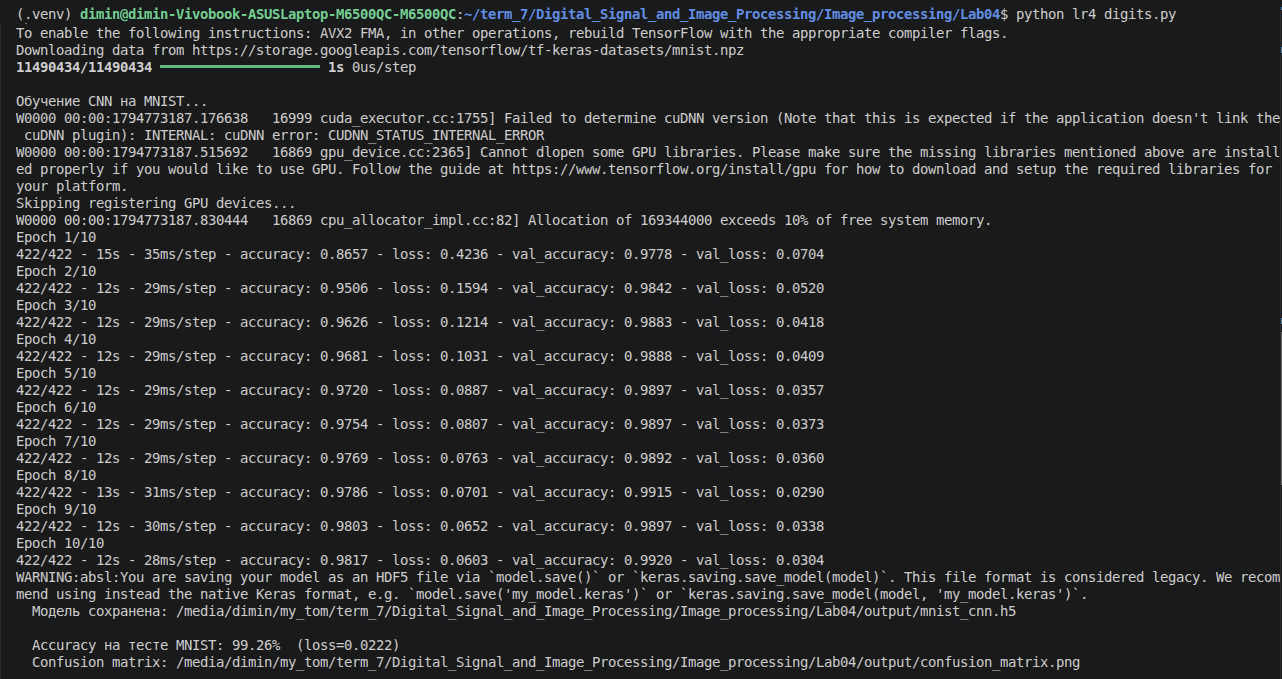 (.venv) dimin@dimin-Vivobook-ASUSLaptop-M6500QC-M6500QC:~/term_7/Digital_Signal_and_Image_Processing/Image_processing/Lab04$ python lr4 digits.py
To enable the following instructions: AVX2 FMA, in other operations, rebuild TensorFlow with the appropriate compiler flags.
Downloading data from https://storage.googleapis.com/tensorflow/tf-keras-datasets/mnist.npz
11490434/11490434 ━━━━━━━━━━━━━━━━━━━━ 1s 0us/step
Обучение CNN на MNIST...
W0000 00:00:1794773187.176638   16999 cuda_executor.cc:1755] Failed to determine cuDNN version (Note that this is expected if the application doesn't link the
 cuDNN plugin): INTERNAL: cuDNN error: CUDNN_STATUS_INTERNAL_ERROR
W0000 00:00:1794773187.515692   16869 gpu_device.cc:2365] Cannot dlopen some GPU libraries. Please make sure the missing libraries mentioned above are install
ed properly if you would like to use GPU. Follow the guide at https://www.tensorflow.org/install/gpu for how to download and setup the required libraries for
your platform.
Skipping registering GPU devices...
W0000 00:00:1794773187.830444   16869 cpu_allocator_impl.cc:82] Allocation of 169344000 exceeds 10% of free system memory.
Epoch 1/10
422/422 - 15s - 35ms/step - accuracy: 0.8657 - loss: 0.4236 - val_accuracy: 0.9778 - val_loss: 0.0704
Epoch 2/10
422/422 - 12s - 29ms/step - accuracy: 0.9506 - loss: 0.1594 - val_accuracy: 0.9842 - val_loss: 0.0520
Epoch 3/10
422/422 - 12s - 29ms/step - accuracy: 0.9626 - loss: 0.1214 - val_accuracy: 0.9883 - val_loss: 0.0418
Epoch 4/10
422/422 - 12s - 29ms/step - accuracy: 0.9681 - loss: 0.1031 - val_accuracy: 0.9888 - val_loss: 0.0409
Epoch 5/10
422/422 - 12s - 29ms/step - accuracy: 0.9720 - loss: 0.0887 - val_accuracy: 0.9897 - val_loss: 0.0357
Epoch 6/10
422/422 - 12s - 29ms/step - accuracy: 0.9754 - loss: 0.0807 - val_accuracy: 0.9897 - val_loss: 0.0373
Epoch 7/10
422/422 - 12s - 29ms/step - accuracy: 0.9769 - loss: 0.0763 - val_accuracy: 0.9892 - val_loss: 0.0360
Epoch 8/10
422/422 - 13s - 31ms/step - accuracy: 0.9786 - loss: 0.0701 - val_accuracy: 0.9915 - val_loss: 0.0290
Epoch 9/10
422/422 - 12s - 30ms/step - accuracy: 0.9803 - loss: 0.0652 - val_accuracy: 0.9897 - val_loss: 0.0338
Epoch 10/10
422/422 - 12s - 28ms/step - accuracy: 0.9817 - loss: 0.0603 - val_accuracy: 0.9920 - val_loss: 0.0304
WARNING:absl:You are saving your model as an HDF5 file via `model.save()` or `keras.saving.save_model(model)`. This file format is considered legacy. We recom
mend using instead the native Keras format, e.g. `model.save('my_model.keras')` or `keras.saving.save_model(model, 'my_model.keras')`.
  Модель сохранена: /media/dimin/my_tom/term_7/Digital_Signal_and_Image_Processing/Image_processing/Lab04/output/mnist_cnn.h5
  Accuracy на тесте MNIST: 99.26%  (loss=0.0222)
  Confusion matrix: /media/dimin/my_tom/term_7/Digital_Signal_and_Image_Processing/Image_processing/Lab04/output/confusion_matrix.png